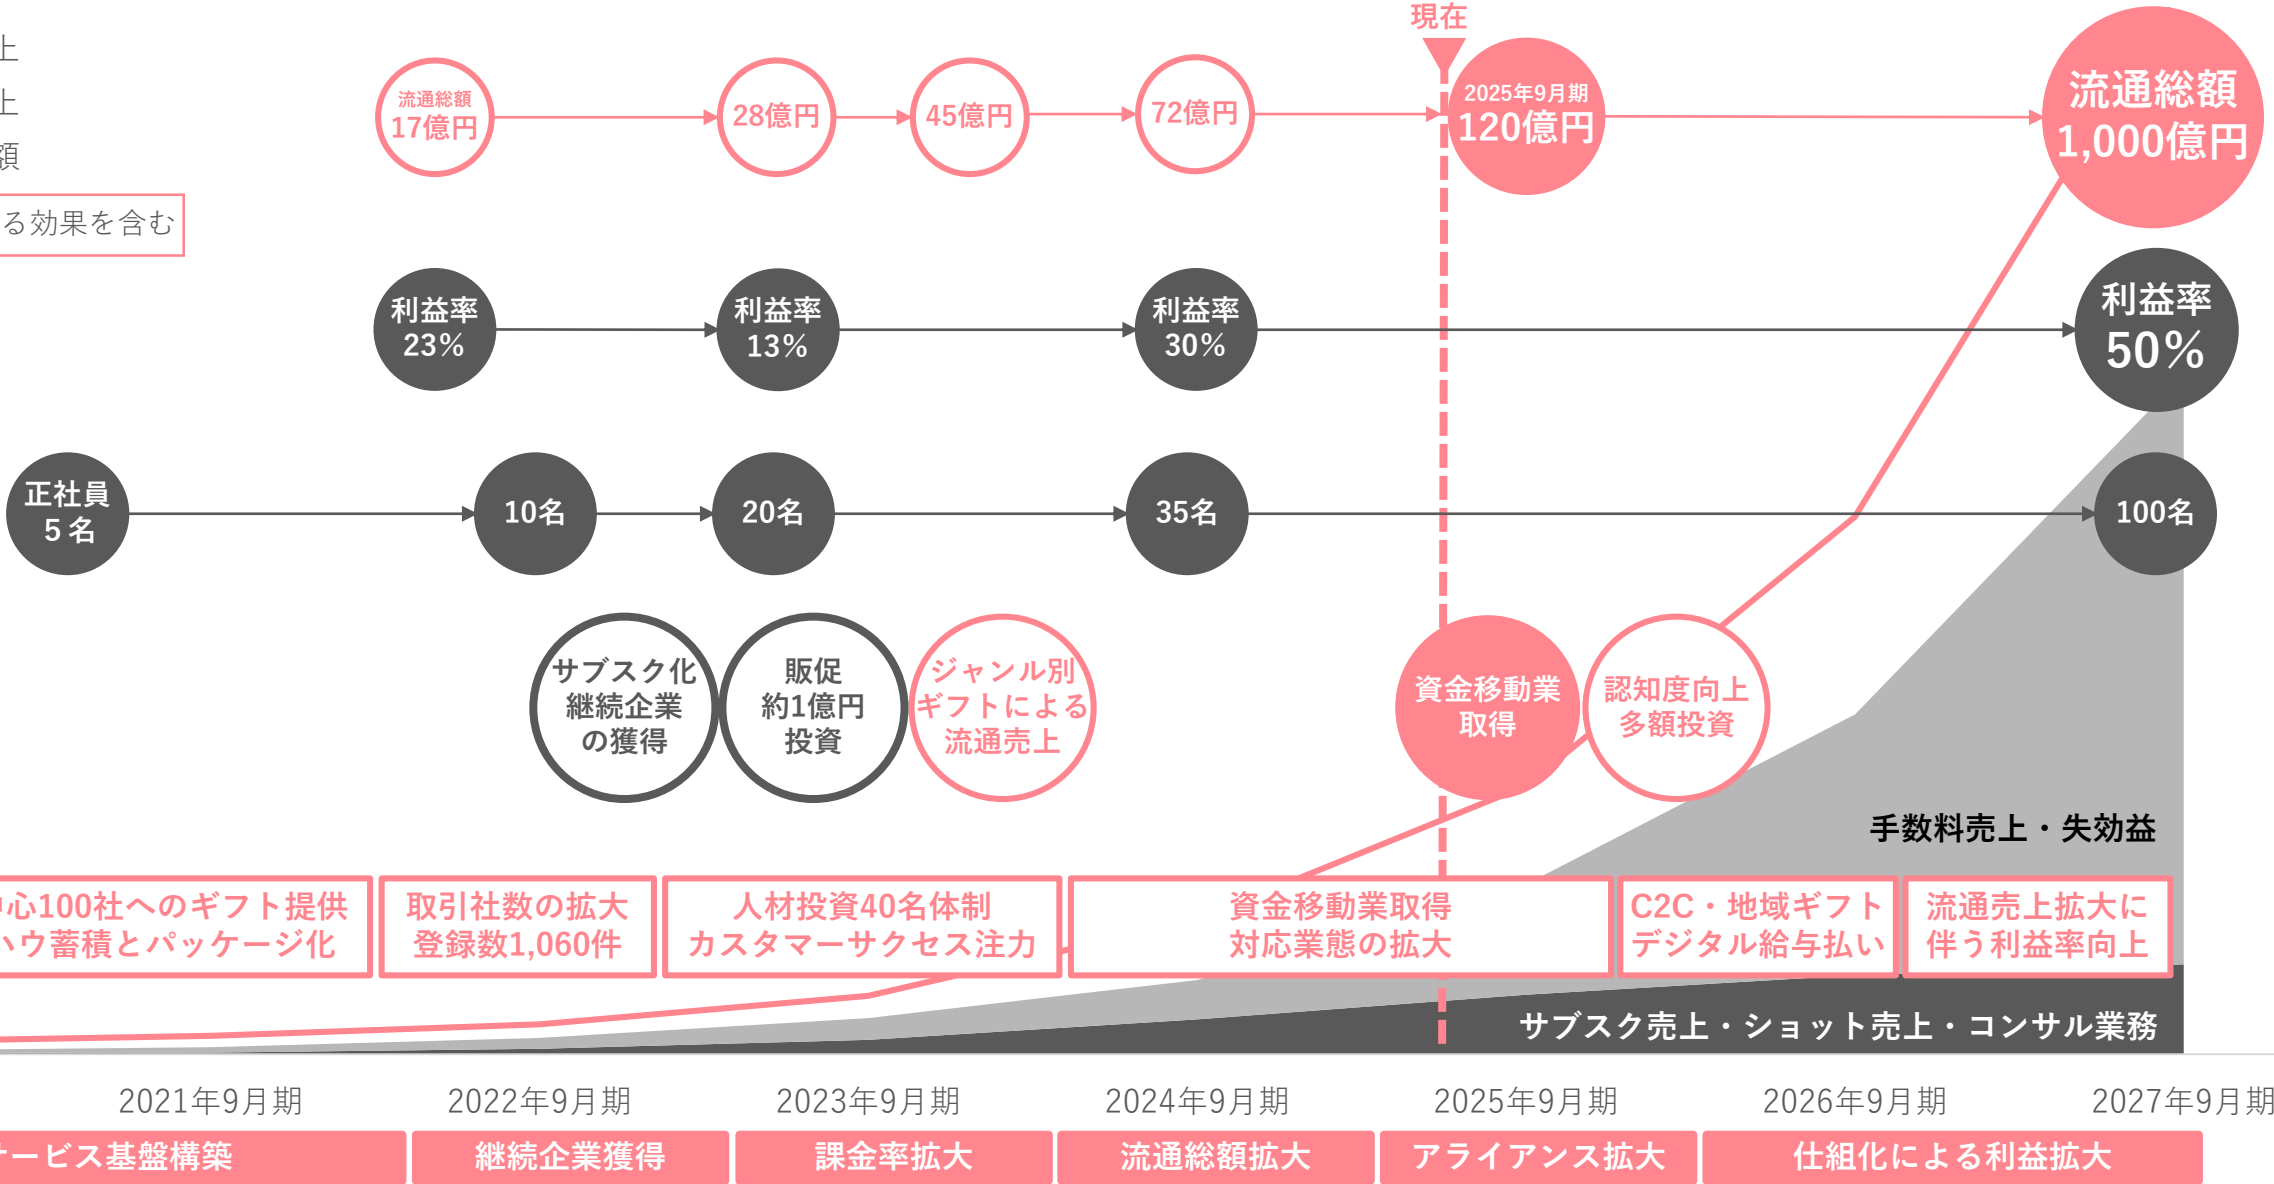 現在
上
上
額
る効果を含む
流通総額
17億円
28億円
45億円
72億円
2025年9月期
120億円
流通総額
1,000億円
利益率
23%
利益率
13%
利益率
30%
利益率
50%
正社員
5名
10名
20名
35名
100名
サブスク化
継続企業
の獲得
販促
約1億円
投資
ジャンル別
ギフトによる
流通売上
資金移動業
取得
認知度向上
多額投資
手数料売上・失効益
心100社へのギフト提供
ハウ蓄積とパッケージ化
取引社数の拡大
登録数1,060件
人材投資40名体制
カスタマーサクセス注力
資金移動業取得
対応業態の拡大
C2C・地域ギフト
デジタル給与払い
流通売上拡大に
伴う利益率向上
サブスク売上・ショット売上・コンサル業務
2021年9月期
2022年9月期
2023年9月期
2024年9月期
2025年9月期
2026年9月期
2027年9月期
ービス基盤構築
継続企業獲得
課金率拡大
流通総額拡大
アライアンス拡大
仕組化による利益拡大